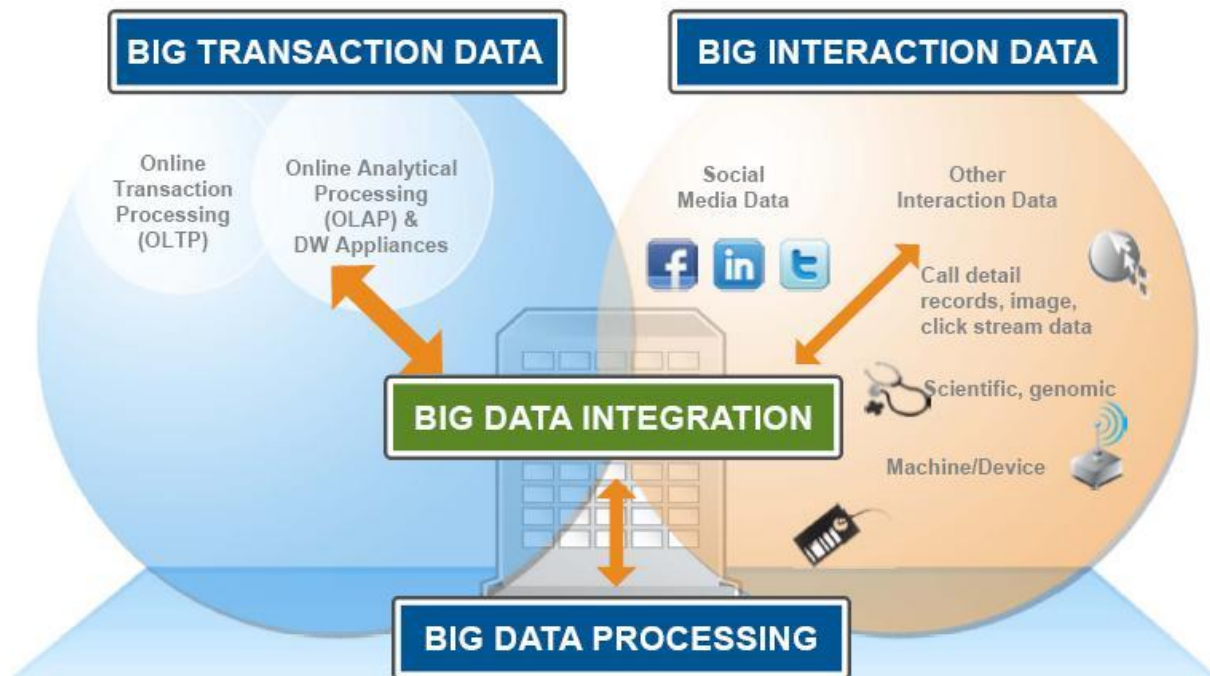 BIG TRANSACTION DATA
BIG INTERACTION DATA
Online
Transaction
Processing
(OLTP)
Online Analytical
Processing
(OLAP) &
DW Appliances
Social
Media Data
Other
Interaction Data
f
in
t
Call detail
records, image,
click stream data
Scientific, genomic
Machine/Device
BIG DATA INTEGRATION
BIG DATA PROCESSING